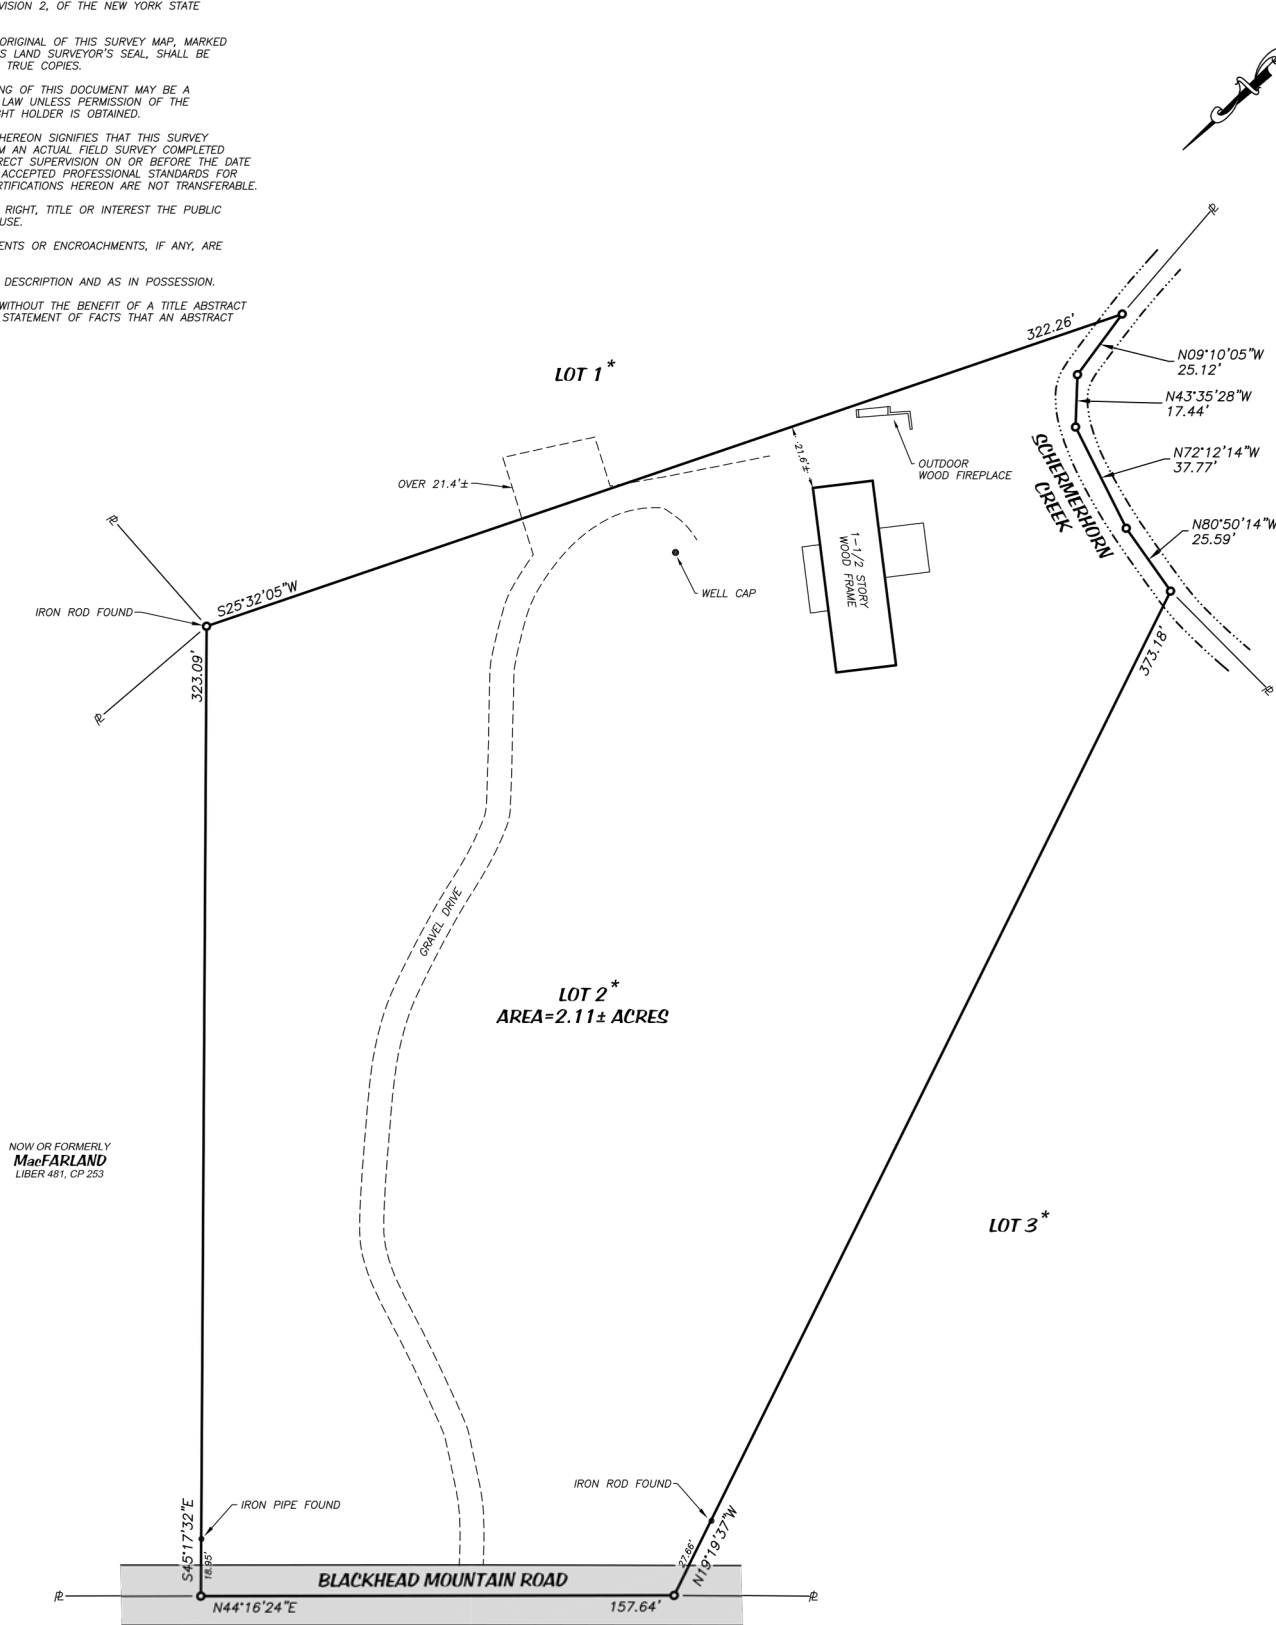 VISION 2, OF THE NEW YORK STATE
ORIGINAL OF THIS SURVEY MAP, MARKED
S LAND SURVEYOR'S SEAL, SHALL BE
TRUE COPIES.
NG OF THIS DOCUMENT MAY BE A
LAW UNLESS PERMISSION OF THE
GHT HOLDER IS OBTAINED.
HEREON SIGNIFIES THAT THIS SURVEY
M AN ACTUAL FIELD SURVEY COMPLETED
RECT SUPERVISION ON OR BEFORE THE DATE
ACCEPTED PROFESSIONAL STANDARDS FOR
RTIFICATIONS HEREON ARE NOT TRANSFERABLE.
RIGHT, TITLE OR INTEREST THE PUBLIC
USE.
ENTS OR ENCROACHMENTS, IF ANY, ARE
DESCRIPTION AND AS IN POSSESSION.
WITHOUT THE BENEFIT OF A TITLE ABSTRACT
STATEMENT OF FACTS THAT AN ABSTRACT
322.26'
N09°10'05"W
25.12'
N43°35'28"W
17.44'
N72°12'14"W
37.77'
N80°50'14"W
25.59'
SCHERMERHORN
CREEK
LOT 1*
21.6'±
OUTDOOR
WOOD FIREPLACE
OVER 21.4'±
1-1/2 STORY
WOOD FRAME
WELL CAP
S25°32'05"W
IRON ROD FOUND
323.09'
373.18'
GRAVEL DRIVE
LOT 2*
AREA=2.11± ACRES
NOW OR FORMERLY
MacFARLAND
LIBER 481, CP 253
LOT 3*
IRON ROD FOUND
IRON PIPE FOUND
S45°17'32"E
18.95'
27.66'
N19°19'37"W
BLACKHEAD MOUNTAIN ROAD
N44°16'24"E
157.64'